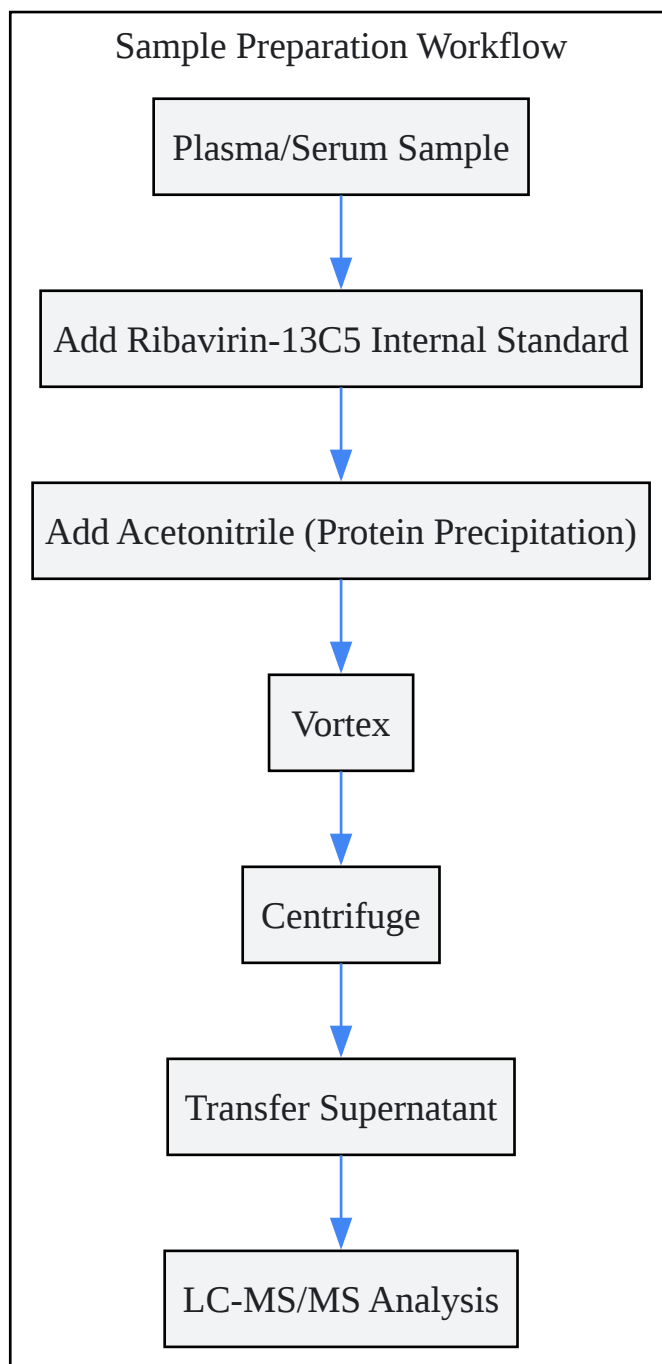 Sample Preparation Workflow
Plasma/Serum Sample
Add Ribavirin-13C5 Internal Standard
Add Acetonitrile (Protein Precipitation)
Vortex
Centrifuge
Transfer Supernatant
LC-MS/MS Analysis